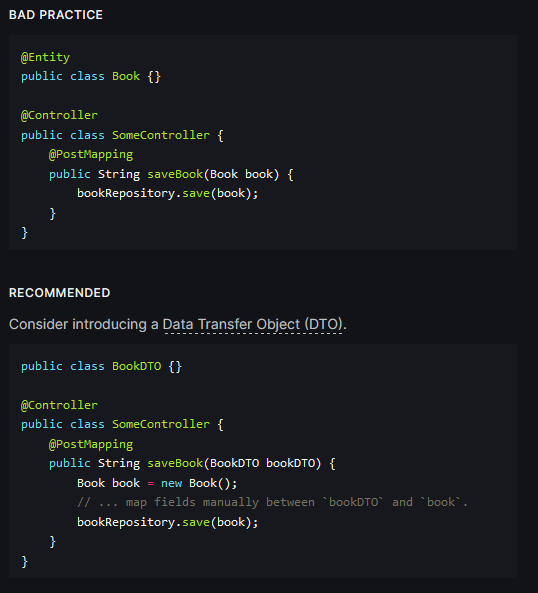 BAD PRACTICE
@Entity
public class Book {}
@Controller
public class SomeController {
    @PostMapping
    public String saveBook(Book book) {
        bookRepository.save(book);
    }
}
RECOMMENDED
Consider introducing a Data Transfer Object (DTO).
public class BookDTO {}
@Controller
public class SomeController {
    @PostMapping
    public String saveBook(BookDTO bookDTO) {
        Book book = new Book();
        // ... map fields manually between `bookDTO` and `book`.
        bookRepository.save(book);
    }
}